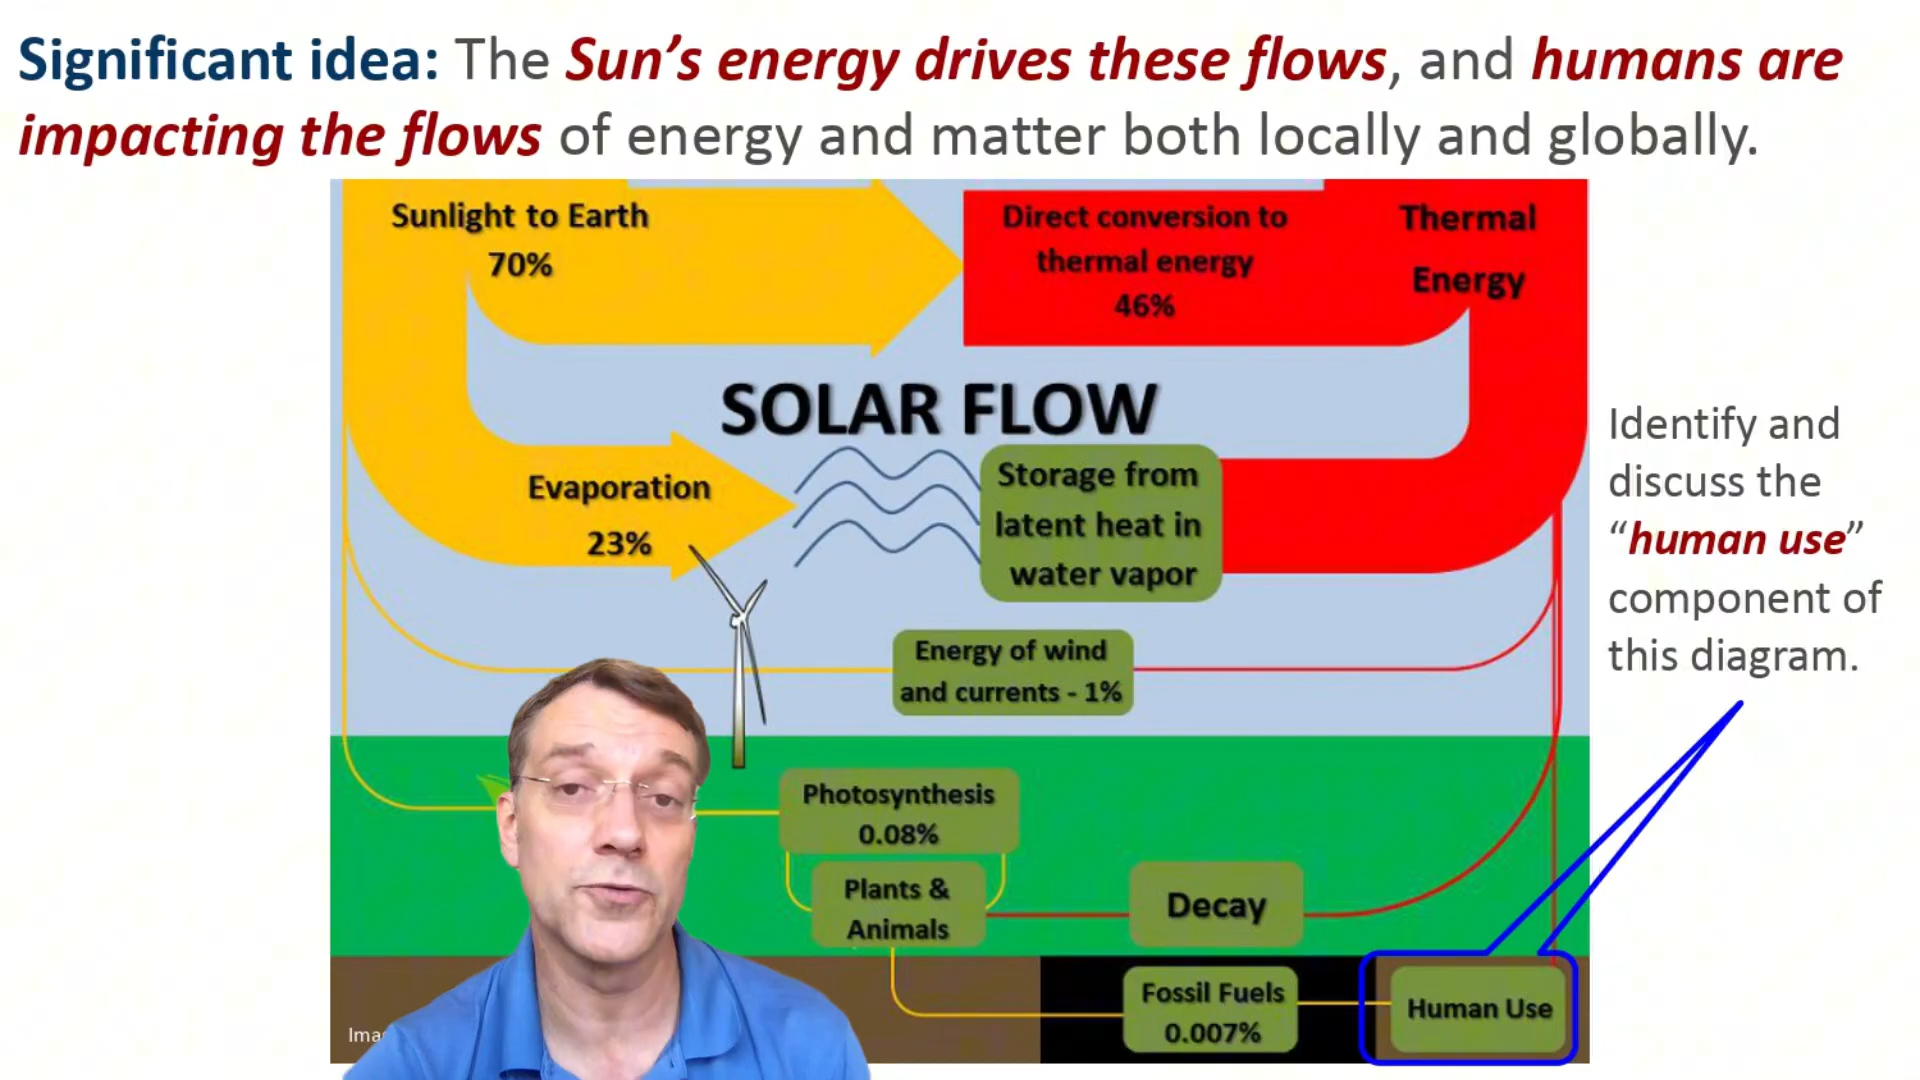 Significant idea: The Sun's energy drives these flows, and humans are
impacting the flows of energy and matter both locally and globally.
Sunlight to Earth
70%
Direct conversion to
thermal energy
46%
Thermal
Energy
SOLAR FLOW
Evaporation
23%
Storage from
latent heat in
water vapor
Energy of wind
and currents - 1%
Identify and
discuss the
“human use”
component of
this diagram.
Photosynthesis
0.08%
Plants &
Animals
Decay
Fossil Fuels
0.007%
Human Use